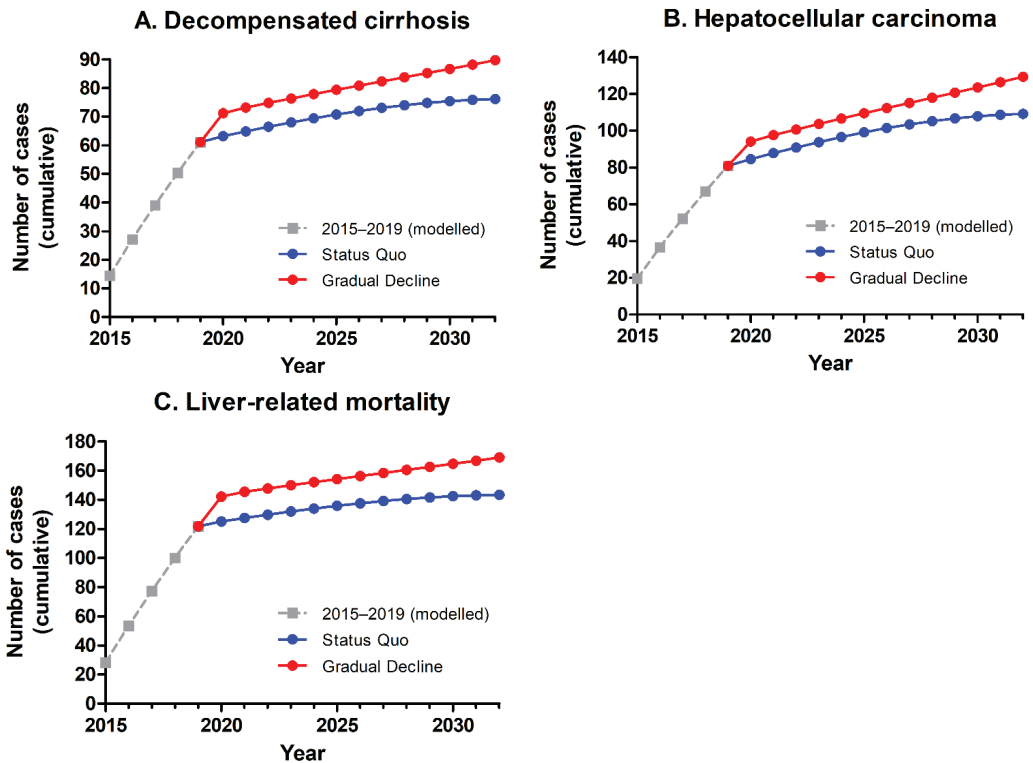 A. Decompensated cirrhosis
Number of cases
(cumulative)
90
80
70
60
50
40
30
20
10
0
2015
2020
2025
2030
Year
2015–2019 (modelled)
Status Quo
Gradual Decline
B. Hepatocellular carcinoma
Number of cases
(cumulative)
140
120
100
80
60
40
20
0
2015
2020
2025
2030
Year
2015–2019 (modelled)
Status Quo
Gradual Decline
C. Liver-related mortality
Number of cases
(cumulative)
180
160
140
120
100
80
60
40
20
0
2015
2020
2025
2030
Year
2015–2019 (modelled)
Status Quo
Gradual Decline